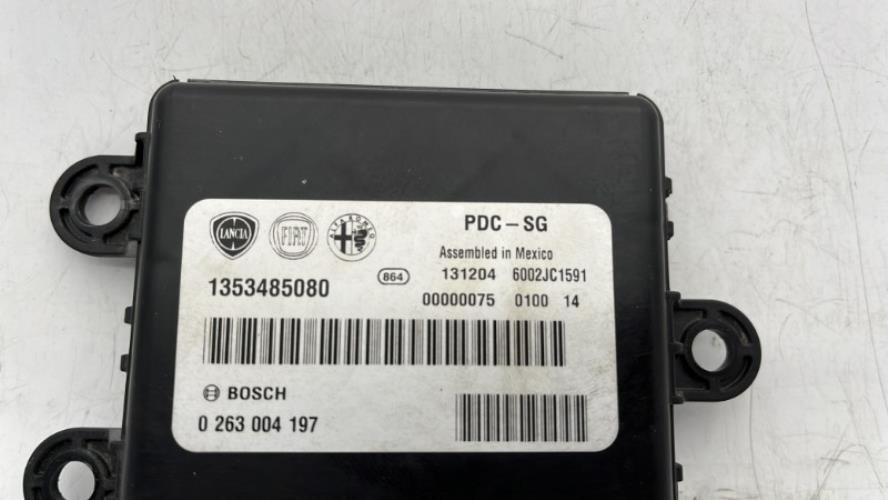 LANCIA FIAT ALFA ROMEO PDC - SG
Assembled in Mexico
1353485080 864 131204 6002JC1591
00000075 0100 14
BOSCH
0 263 004 197